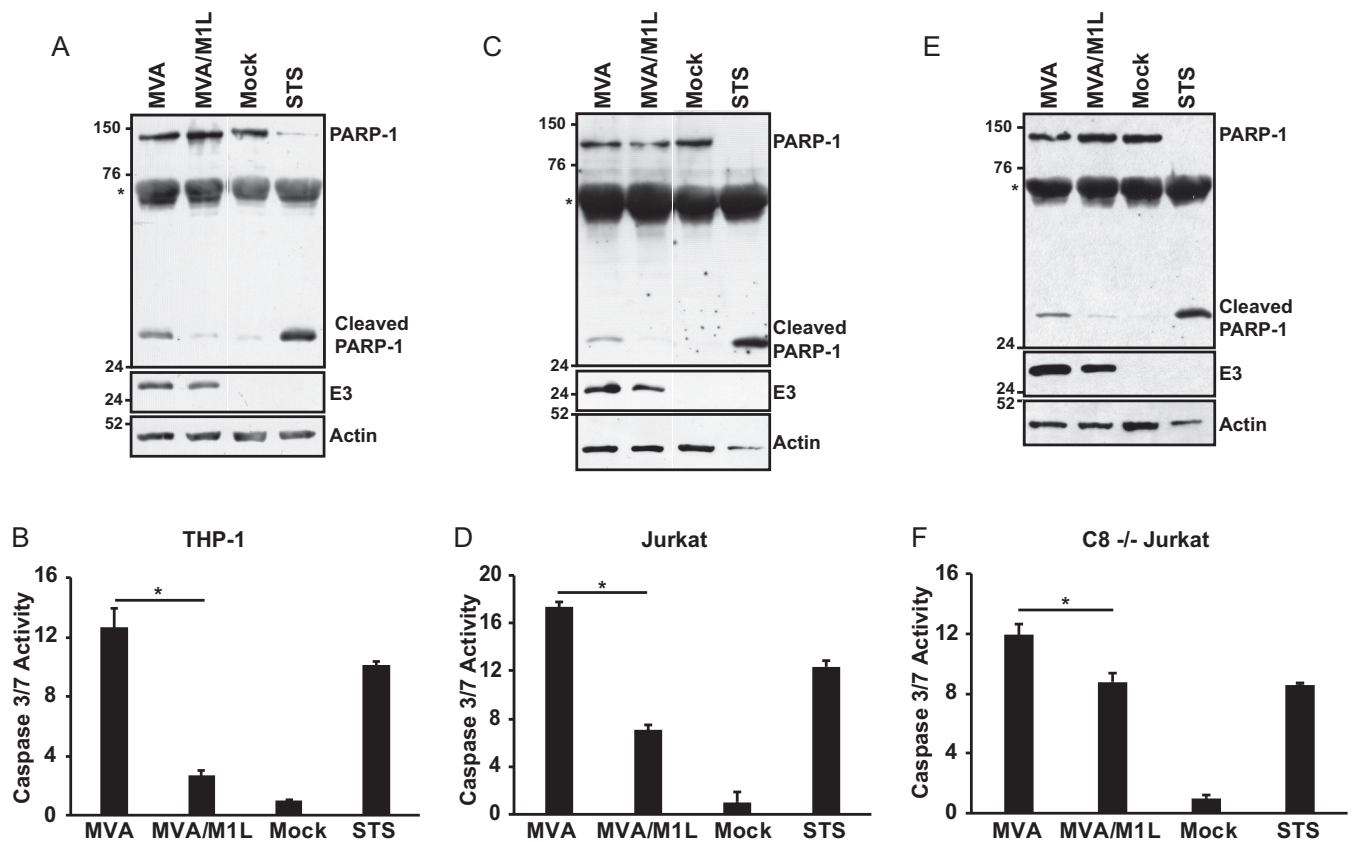 A
MVA
MVA/M1L
Mock
STS
150
PARP-1
76
*
Cleaved
PARP-1
24
E3
24
52
Actin
C
MVA
MVA/M1L
Mock
STS
150
PARP-1
76
*
Cleaved
PARP-1
24
E3
24
52
Actin
E
MVA
MVA/M1L
Mock
STS
150
PARP-1
76
*
Cleaved
PARP-1
24
E3
24
52
Actin
B
THP-1
Caspase 3/7 Activity
16
12
8
4
0
*
MVA MVA/M1L Mock STS
D
Jurkat
Caspase 3/7 Activity
20
16
12
8
4
0
*
MVA MVA/M1L Mock STS
F
C8 -/- Jurkat
Caspase 3/7 Activity
16
12
8
4
0
*
MVA MVA/M1L Mock STS